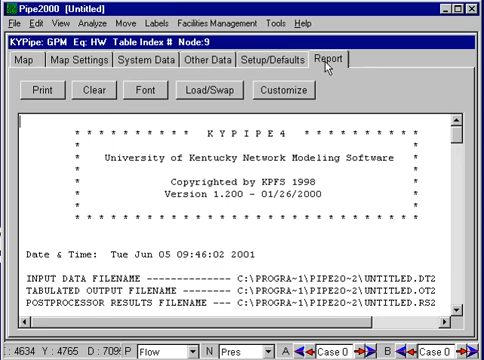 Pipe2000 [Untitled]
File Edit View Analyze Move Labels Facilities Management Tools Help
KYPipe: GPM Eq: HW Table Index # Node:9
Map Map Settings System Data Other Data Setup/Defaults Report
Print Clear Font Load/Swap Customize
* * * * * * * * * * K Y P I P E 4 * * * * * * * * * *
* *
* University of Kentucky Network Modeling Software *
* *
* Copyrighted by KPFS 1998 *
* Version 1.200 - 01/26/2000 *
* *
* * * * * * * * * * * * * * * * * * * * * * * * * * * * *
Date & Time: Tue Jun 05 09:46:02 2001
INPUT DATA FILENAME -------------- C:\PROGRA~1\PIPE20~2\UNTITLED.DT2
TABULATED OUTPUT FILENAME -------- C:\PROGRA~1\PIPE20~2\UNTITLED.OT2
POSTPROCESSOR RESULTS FILENAME --- C:\PROGRA~1\PIPE20~2\UNTITLED.RS2
: 4634 Y : 4765 D : 709 P Flow N Pres A Case 0 B Case 0